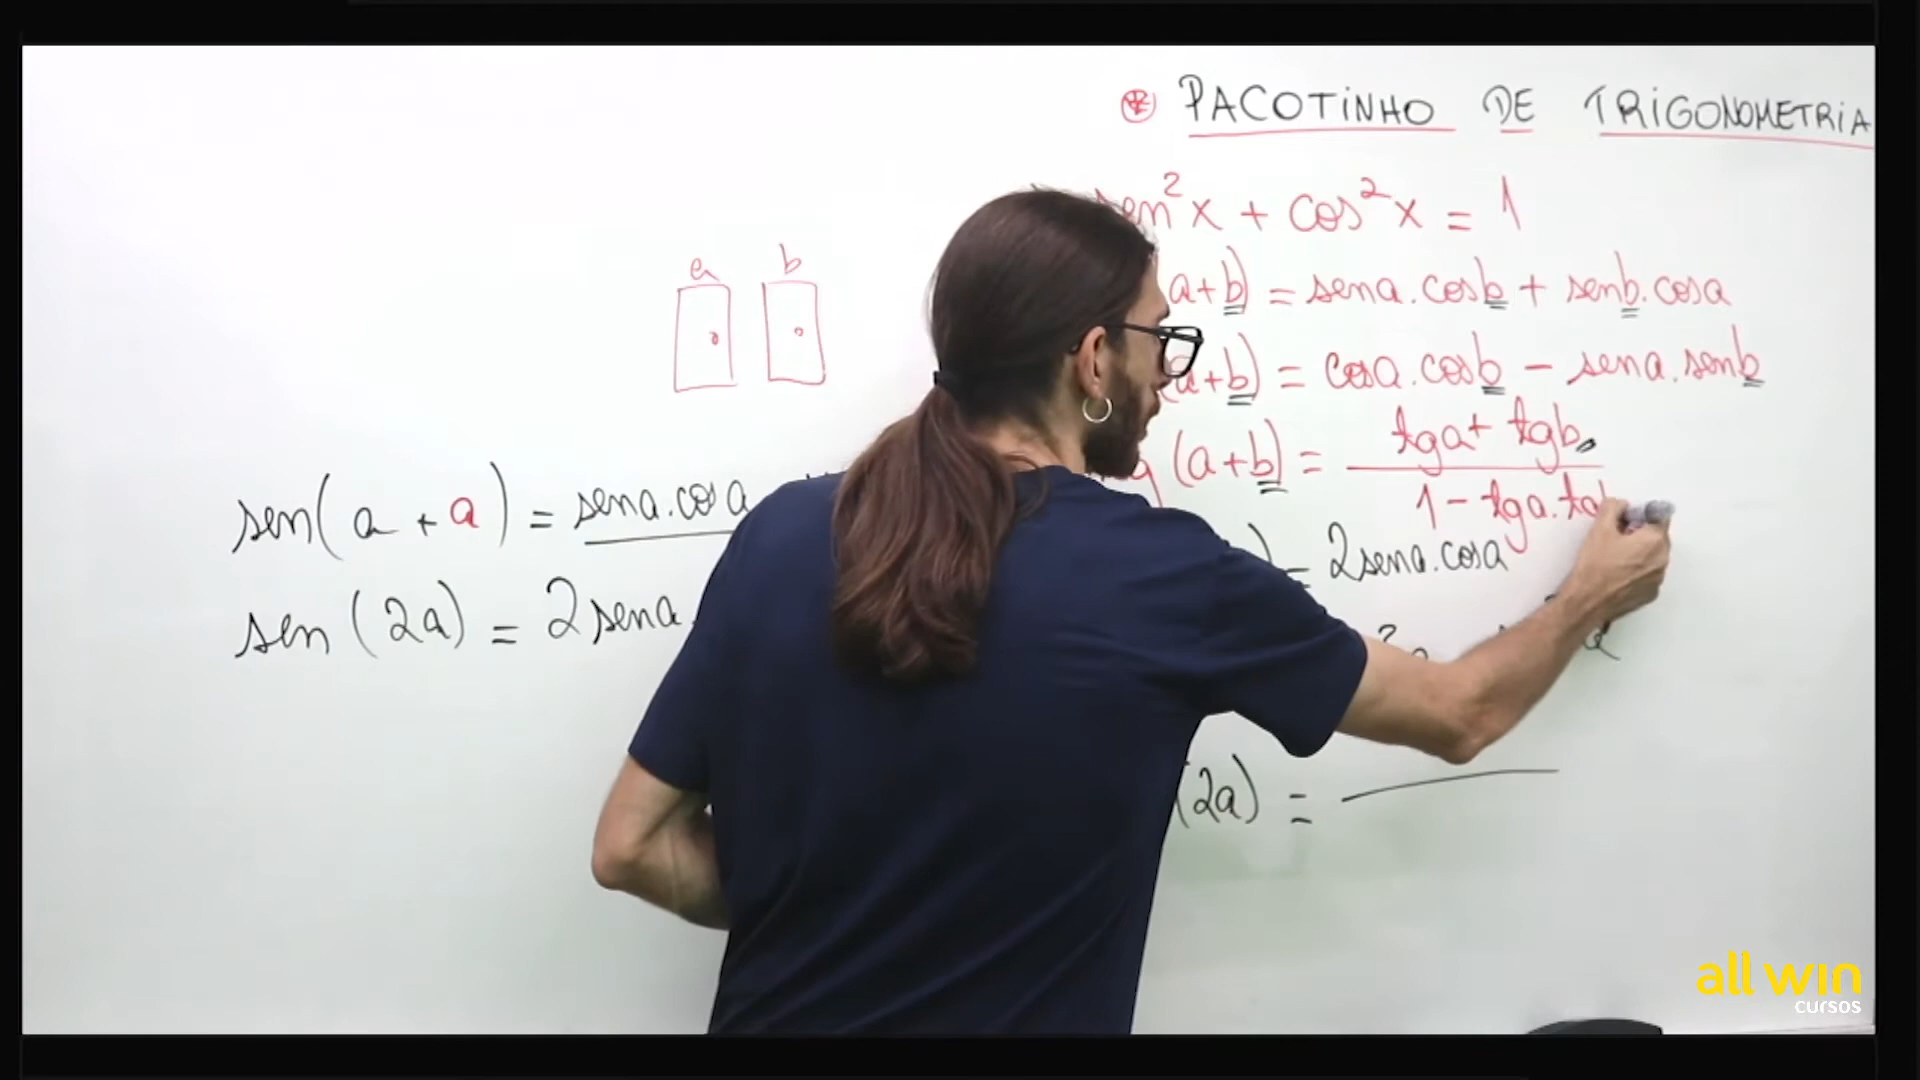 PACOTINHO DE TRIGONOMETRIA
sen²x + cos²x = 1
a+b) = sena.cosb + senb.cosa
(a+b) = cosa.cosb - sena.senb
g(a+b) = tga+tgb
1-tga.tg
= 2sena.cosa
(2a) =
a b
sen(a+a) = sena.cosa
sen(2a) = 2sena.
all win
cursos